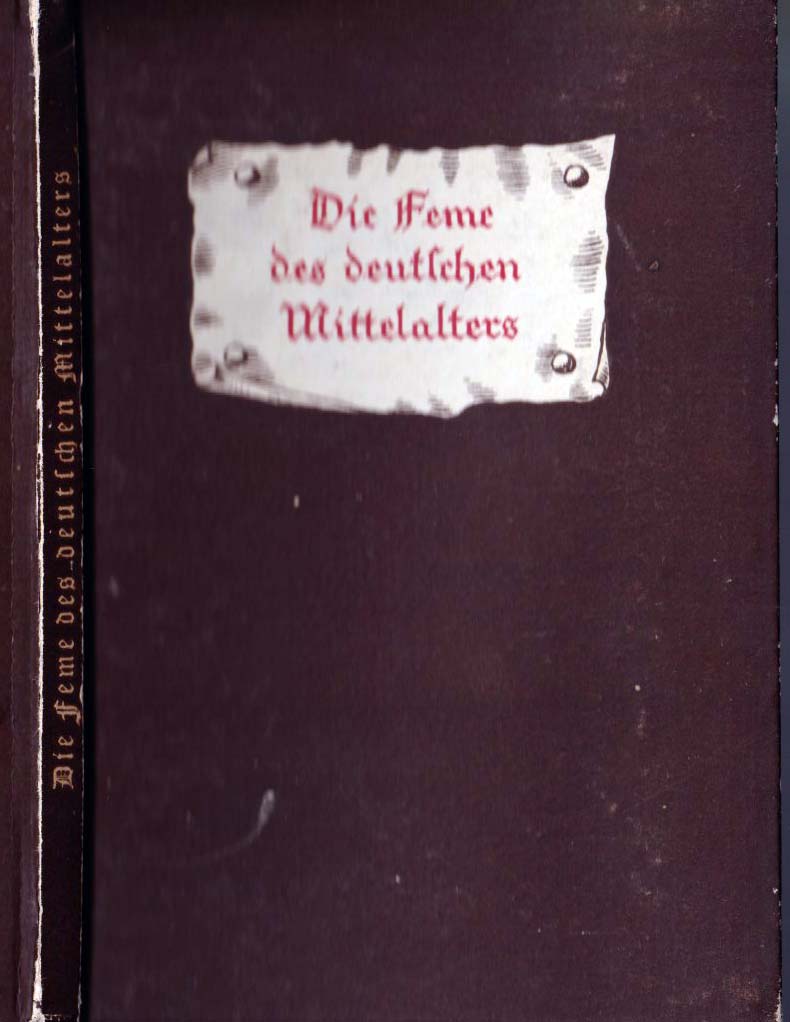 Die Feme
des deutſchen
Mittelalters
Die Feme des deutſchen Mittelalters